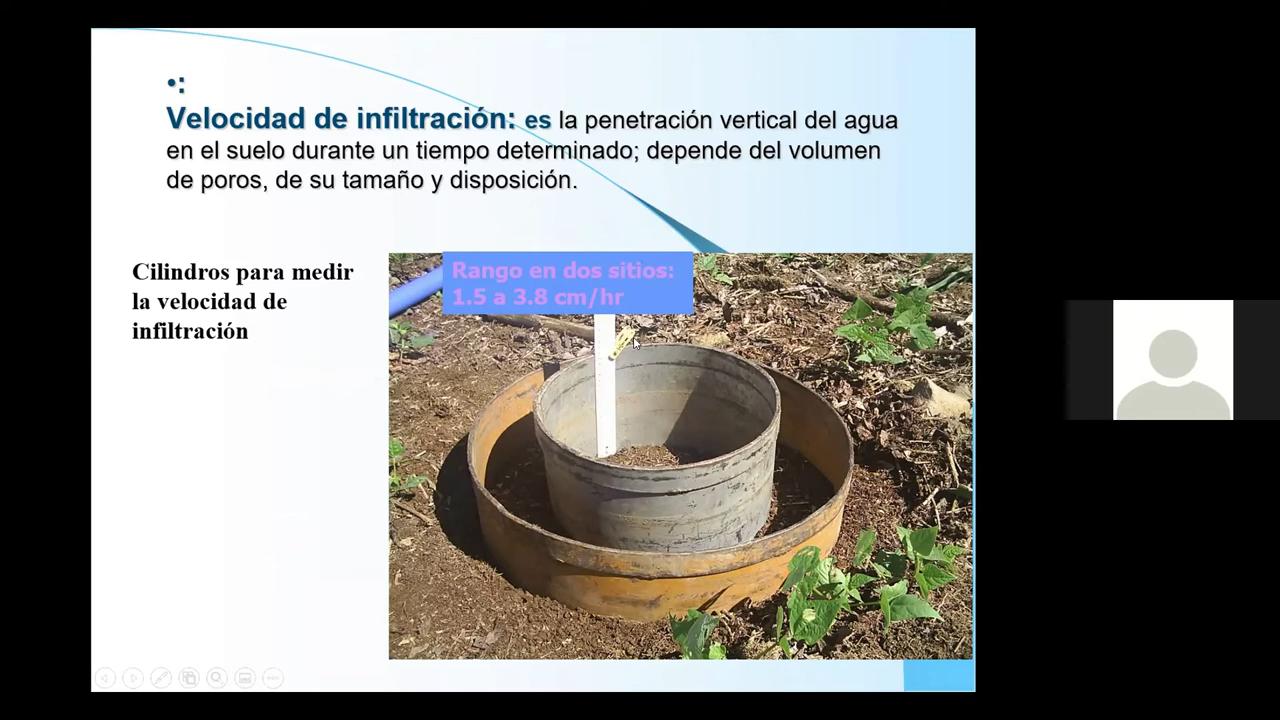 •:
Velocidad de infiltración: es la penetración vertical del agua
en el suelo durante un tiempo determinado; depende del volumen
de poros, de su tamaño y disposición.
Cilindros para medir
la velocidad de
infiltración
Rango en dos sitios:
1.5 a 3.8 cm/hr